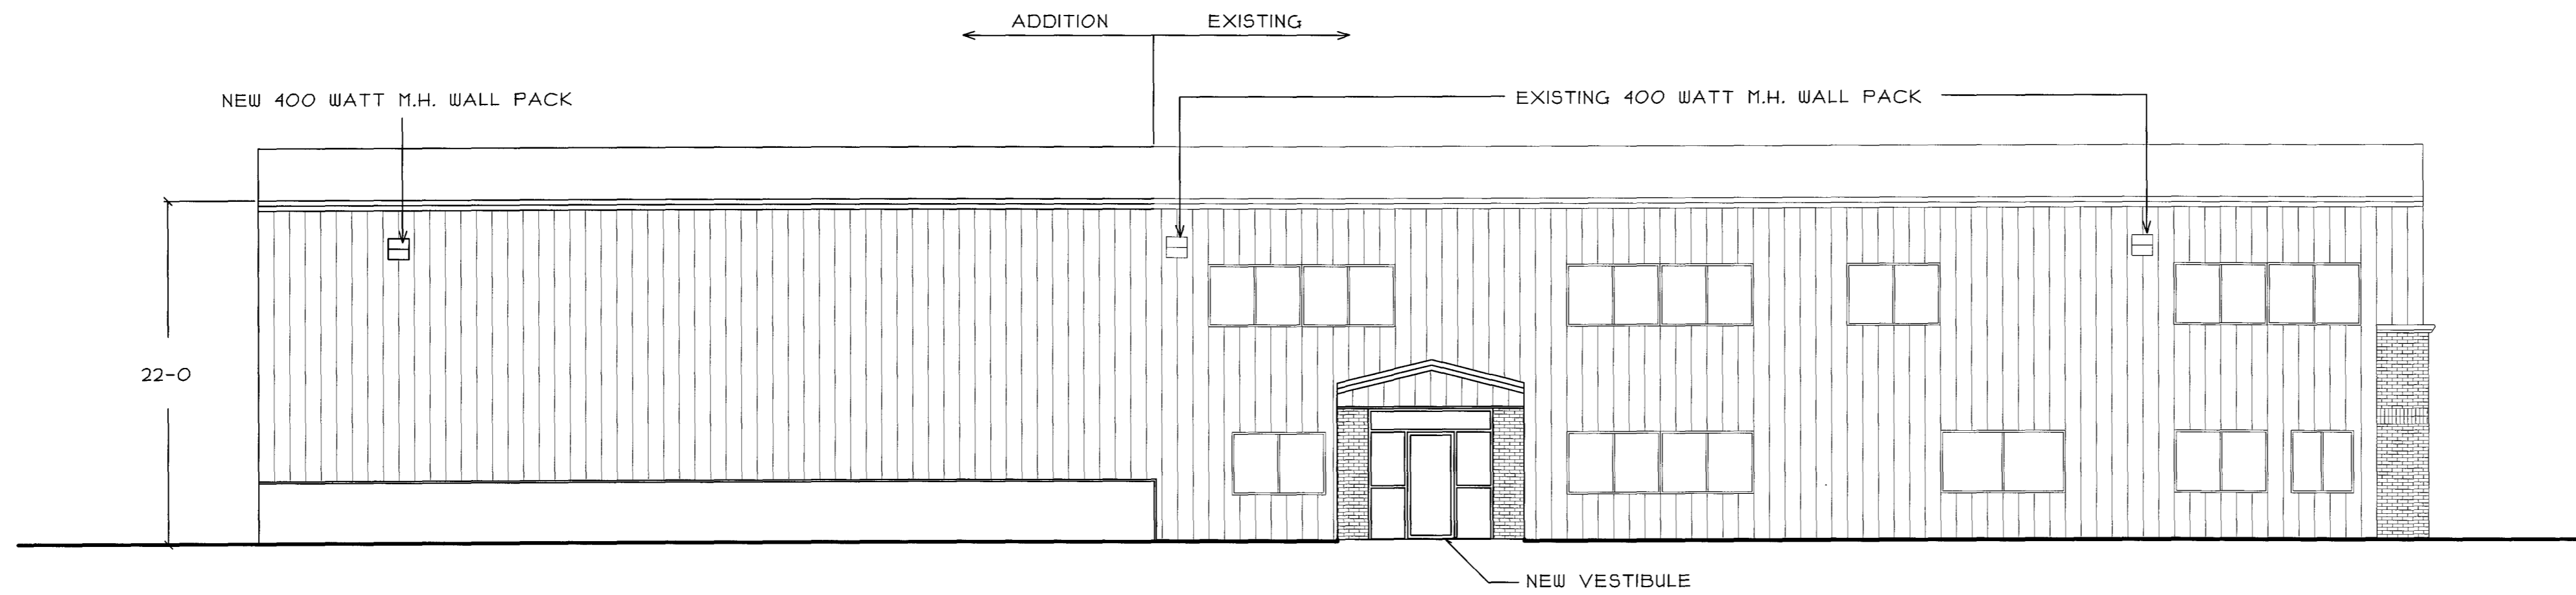 ADDITION EXISTING
NEW 400 WATT M.H. WALL PACK
EXISTING 400 WATT M.H. WALL PACK
22-0
NEW VESTIBULE